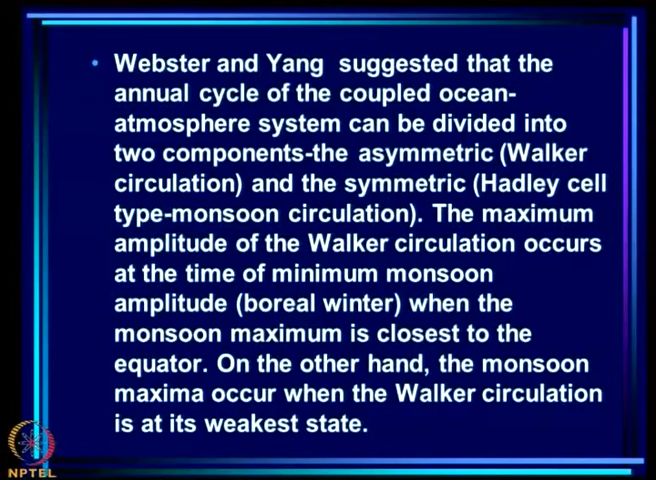 • Webster and Yang suggested that the
annual cycle of the coupled ocean-
atmosphere system can be divided into
two components-the asymmetric (Walker
circulation) and the symmetric (Hadley cell
type-monsoon circulation). The maximum
amplitude of the Walker circulation occurs
at the time of minimum monsoon
amplitude (boreal winter) when the
monsoon maximum is closest to the
equator. On the other hand, the monsoon
maxima occur when the Walker circulation
is at its weakest state.
NPTEL